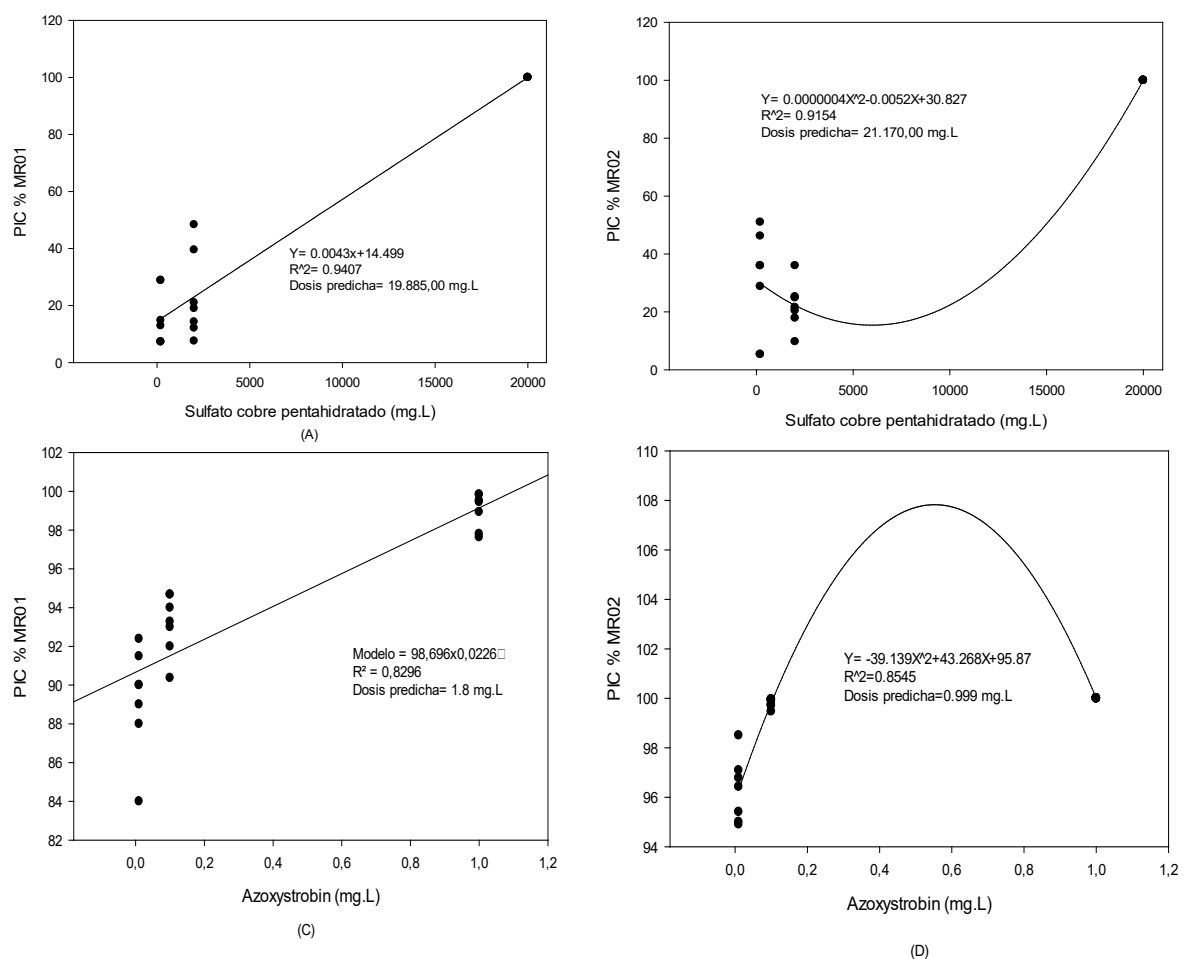 120
100
80
60
40
20
0
PIC % MR01
Y= 0.0043x+14.499
R^2= 0.9407
Dosis predicha= 19.885,00 mg.L
0 5000 10000 15000 20000
Sulfato cobre pentahidratado (mg.L)
(A)
120
100
80
60
40
20
0
PIC % MR02
Y= 0.0000004X^2-0.0052X+30.827
R^2= 0.9154
Dosis predicha= 21.170,00 mg.L
0 5000 10000 15000 20000
Sulfato cobre pentahidratado (mg.L)
102
100
98
96
94
92
90
88
86
84
82
PIC % MR01
Modelo = 98,696x0,0226□
R² = 0,8296
Dosis predicha= 1.8 mg.L
0,0 0,2 0,4 0,6 0,8 1,0 1,2
Azoxystrobin (mg.L)
(C)
110
108
106
104
102
100
98
96
94
PIC % MR02
Y= -39.139X^2+43.268X+95.87
R^2=0.8545
Dosis predicha=0.999 mg.L
0,0 0,2 0,4 0,6 0,8 1,0 1,2
Azoxystrobin (mg.L)
(D)